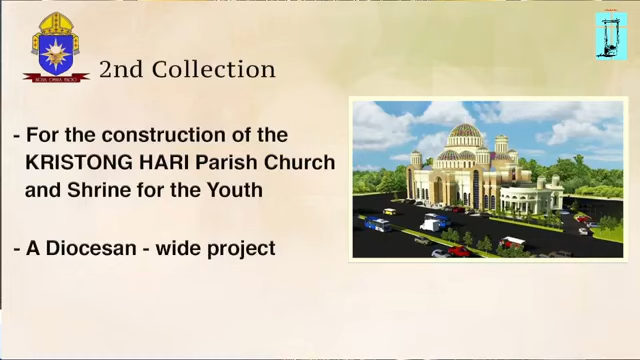 2nd Collection
- For the construction of the
KRISTONG HARI Parish Church
and Shrine for the Youth
- A Diocesan - wide project